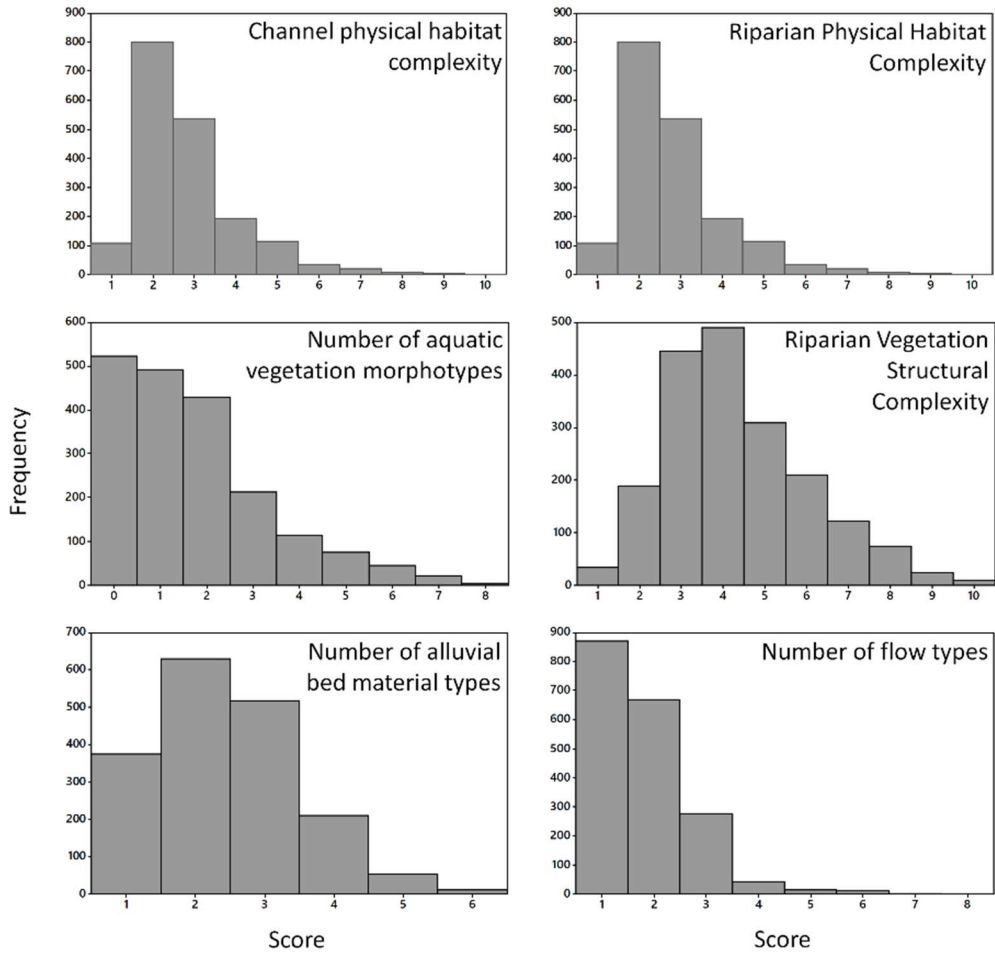 Channel physical habitat
complexity
900
800
700
600
500
400
300
200
100
0
1 2 3 4 5 6 7 8 9 10
Riparian Physical Habitat
Complexity
900
800
700
600
500
400
300
200
100
0
1 2 3 4 5 6 7 8 9 10
Number of aquatic
vegetation morphotypes
600
500
400
300
200
100
0
0 1 2 3 4 5 6 7 8
Riparian Vegetation
Structural
Complexity
500
400
300
200
100
0
1 2 3 4 5 6 7 8 9 10
Frequency
Number of alluvial
bed material types
700
600
500
400
300
200
100
0
1 2 3 4 5 6
Score
Number of flow types
900
800
700
600
500
400
300
200
100
0
1 2 3 4 5 6 7 8
Score